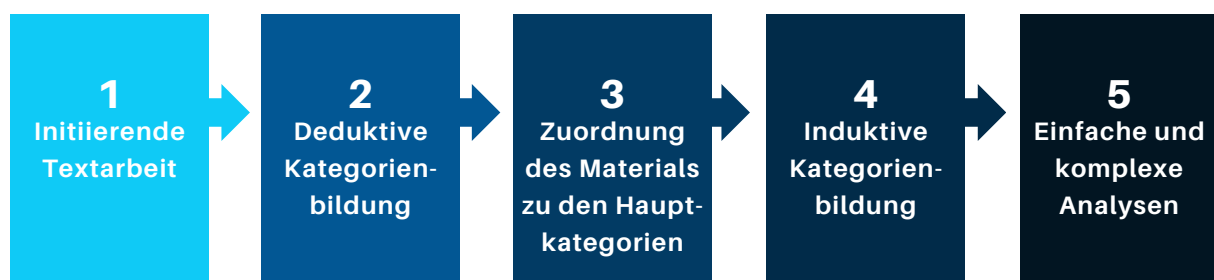 1
Initiierende
Textarbeit
2
Deduktive
Kategorien-
bildung
3
Zuordnung
des Materials
zu den Haupt-
kategorien
4
Induktive
Kategorien-
bildung
5
Einfache und
komplexe
Analysen